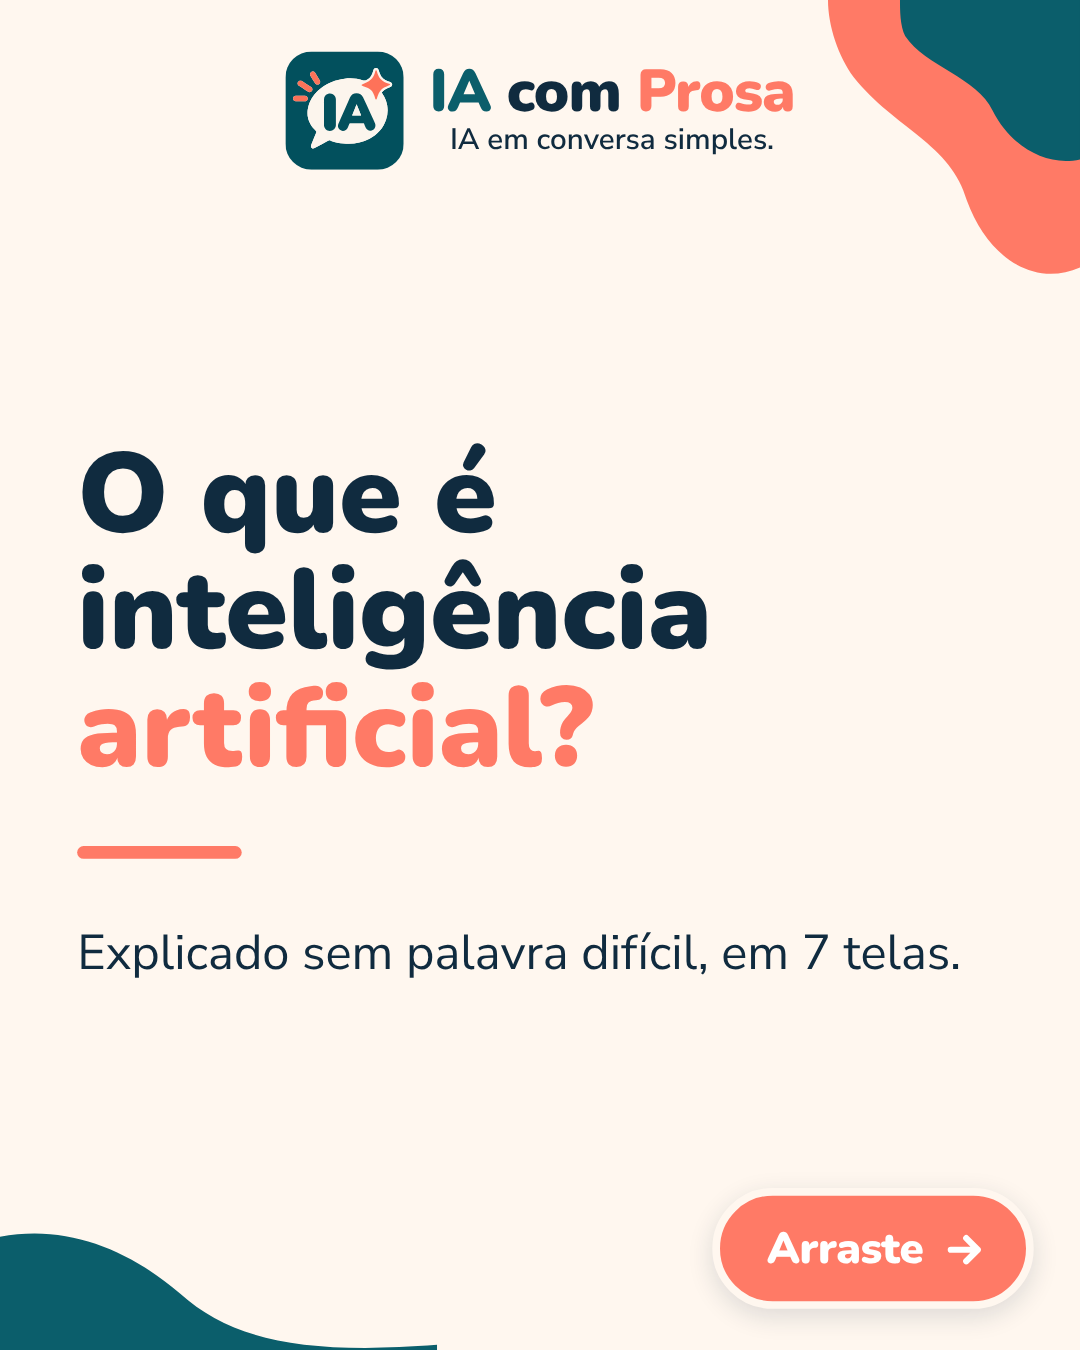 IA
IA com Prosa
IA em conversa simples.
O que é
inteligência
artificial?
Explicado sem palavra difícil, em 7 telas.
Arraste →